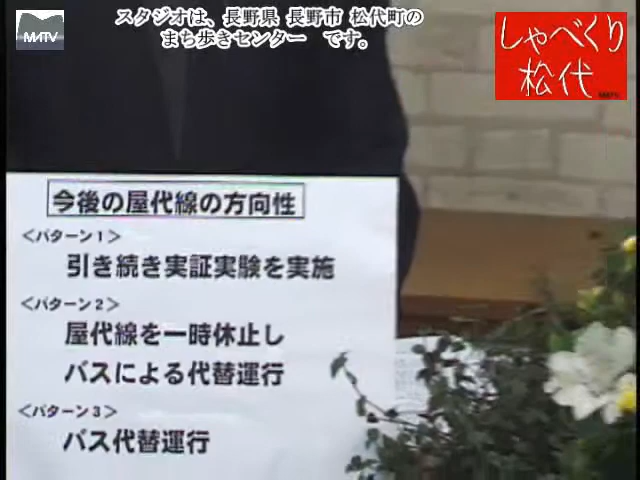 MATV
スタジオは、長野県 長野市 松代町の
まち歩きセンター　です。
しゃべくり
松代
今後の屋代線の方向性
＜パターン１＞
引き続き実証実験を実施
＜パターン２＞
屋代線を一時休止し
バスによる代替運行
＜パターン３＞
バス代替運行